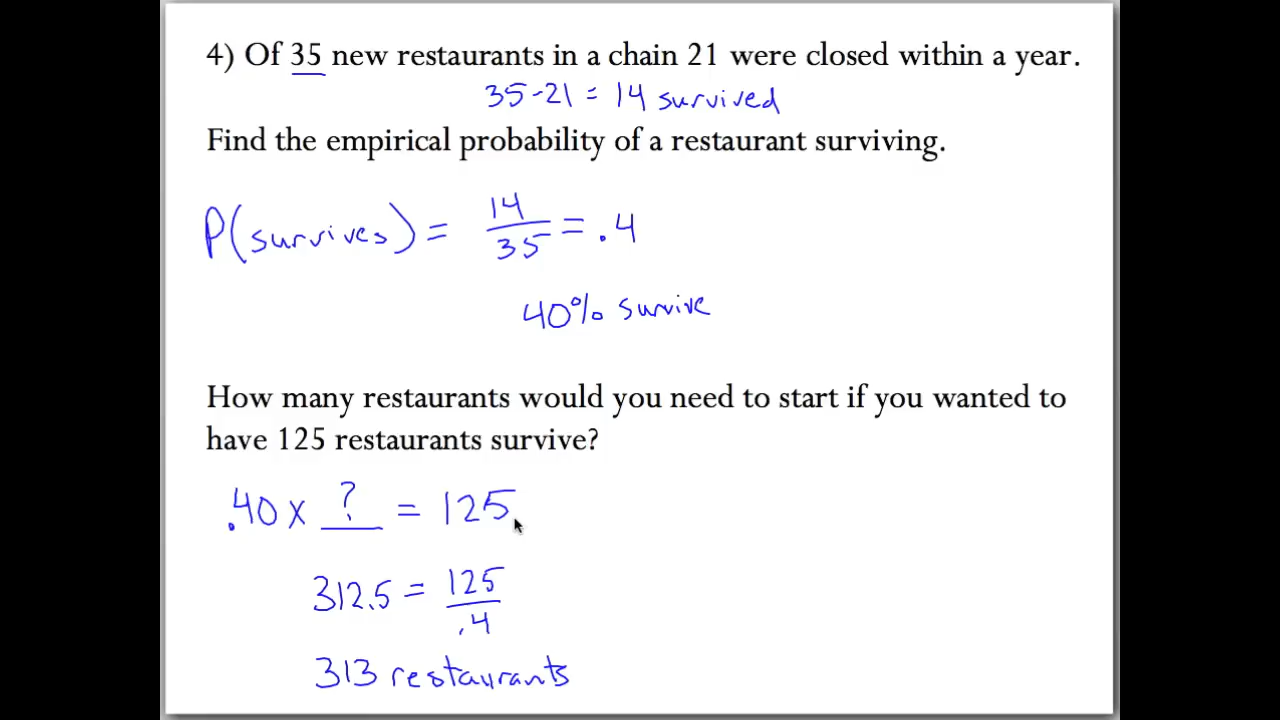 4) Of 35 new restaurants in a chain 21 were closed within a year.
35-21 = 14 survived
Find the empirical probability of a restaurant surviving.
P(survives) = 14/35 = .4
40% survive
How many restaurants would you need to start if you wanted to
have 125 restaurants survive?
.40 x ? = 125
312.5 = 125/.4
313 restaurants